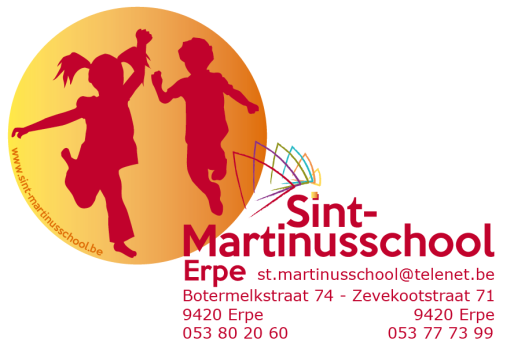 www.sint-martinusschool.be
Sint-
Martinusschool
Erpe st.martinusschool@telenet.be
Botermelkstraat 74 - Zevekootstraat 71
9420 Erpe 9420 Erpe
053 80 20 60 053 77 73 99